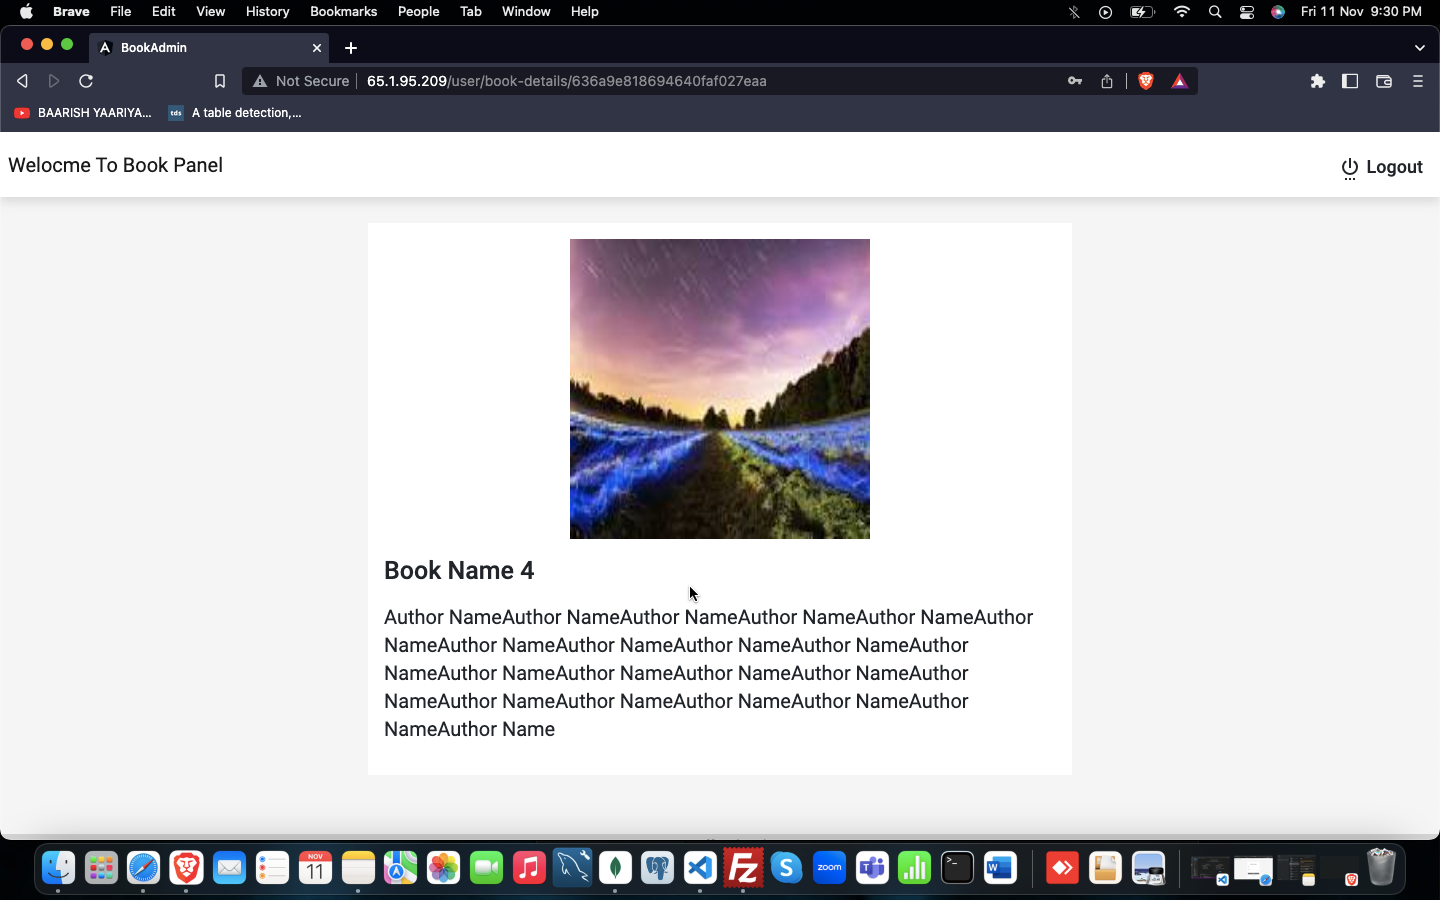 Brave File Edit View History Bookmarks People Tab Window Help Fri 11 Nov 9:30 PM
BookAdmin
Not Secure 65.1.95.209/user/book-details/636a9e818694640faf027eaa
BAARISH YAARIYA... tds A table detection,...
Welocme To Book Panel Logout
Book Name 4
Author NameAuthor NameAuthor NameAuthor NameAuthor NameAuthor
NameAuthor NameAuthor NameAuthor NameAuthor NameAuthor
NameAuthor NameAuthor NameAuthor NameAuthor NameAuthor
NameAuthor NameAuthor NameAuthor NameAuthor NameAuthor
NameAuthor Name
NOV
11
zoom